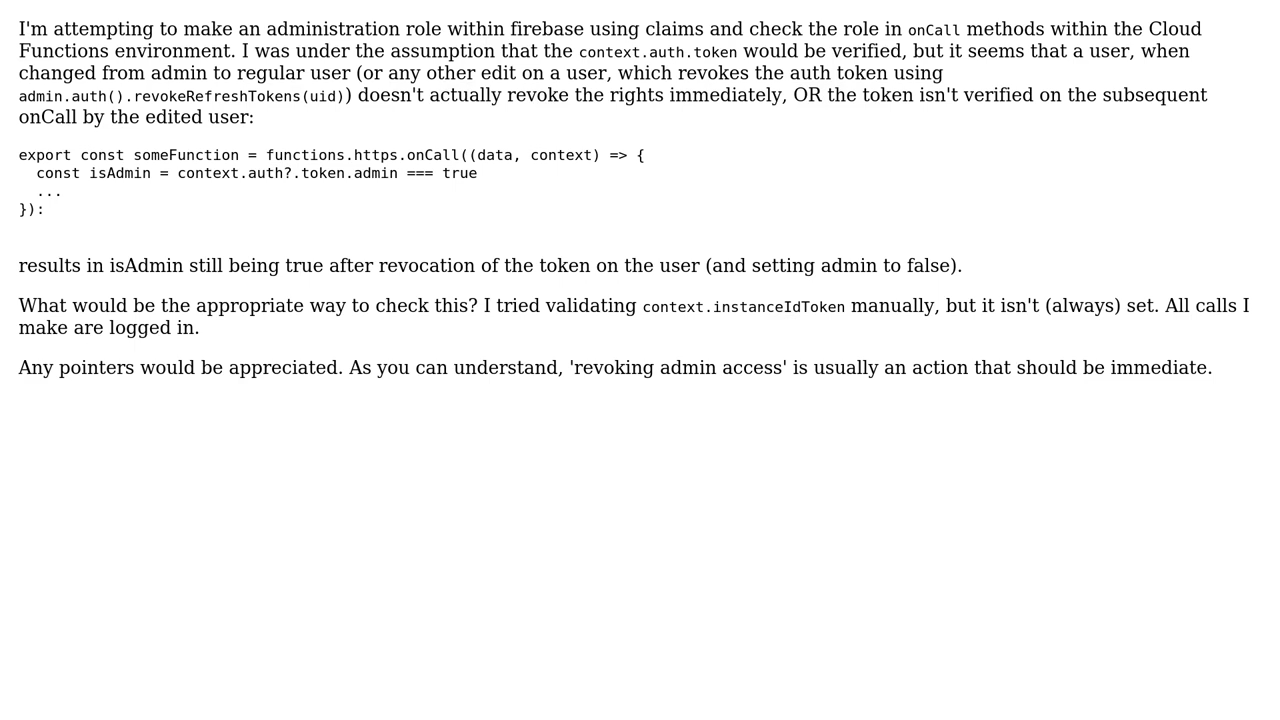 I'm attempting to make an administration role within firebase using claims and check the role in onCall methods within the Cloud
Functions environment. I was under the assumption that the context.auth.token would be verified, but it seems that a user, when
changed from admin to regular user (or any other edit on a user, which revokes the auth token using
admin.auth().revokeRefreshTokens(uid)) doesn't actually revoke the rights immediately, OR the token isn't verified on the subsequent
onCall by the edited user:
export const someFunction = functions.https.onCall((data, context) => {
  const isAdmin = context.auth?.token.admin === true
  ...
}):
results in isAdmin still being true after revocation of the token on the user (and setting admin to false).
What would be the appropriate way to check this? I tried validating context.instanceIdToken manually, but it isn't (always) set. All calls I
make are logged in.
Any pointers would be appreciated. As you can understand, 'revoking admin access' is usually an action that should be immediate.